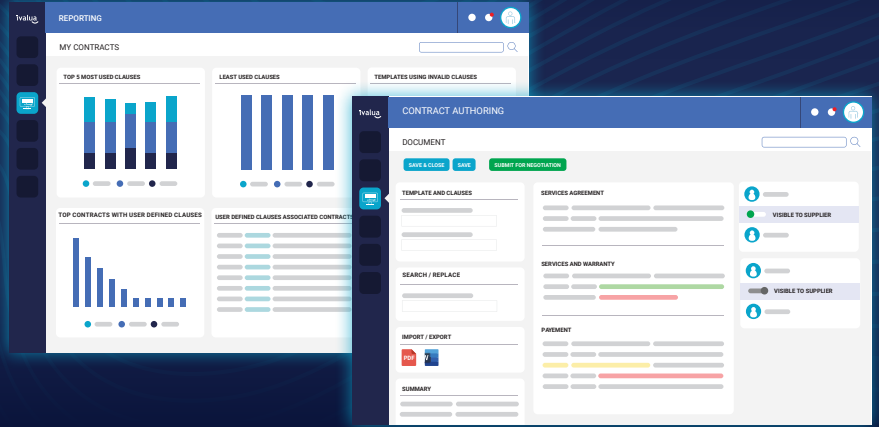 ivalua
REPORTING
MY CONTRACTS
TOP 5 MOST USED CLAUSES
LEAST USED CLAUSES
TEMPLATES USING INVALID CLAUSES
TOP CONTRACTS WITH USER DEFINED CLAUSES
USER DEFINED CLAUSES ASSOCIATED CONTRACTS
ivalua
CONTRACT AUTHORING
DOCUMENT
SAVE & CLOSE
SAVE
SUBMIT FOR NEGOTIATION
TEMPLATE AND CLAUSES
SEARCH / REPLACE
IMPORT / EXPORT
PDF
W
SUMMARY
SERVICES AGREEMENT
SERVICES AND WARRANTY
PAYEMENT
VISIBLE TO SUPPLIER
VISIBLE TO SUPPLIER